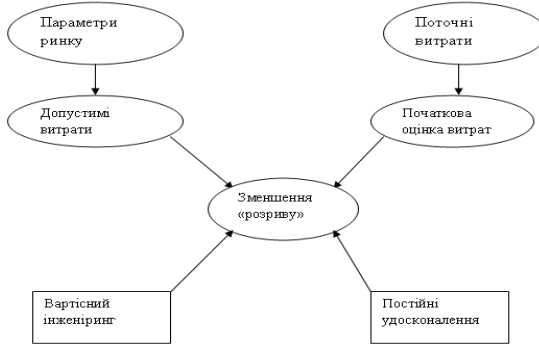 Параметри
ринку
Поточні
витрати
Допустимі
витрати
Початкова
оцінка витрат
Зменшення
«розриву»
Вартісний
інженіринг
Постійні
удосконалення